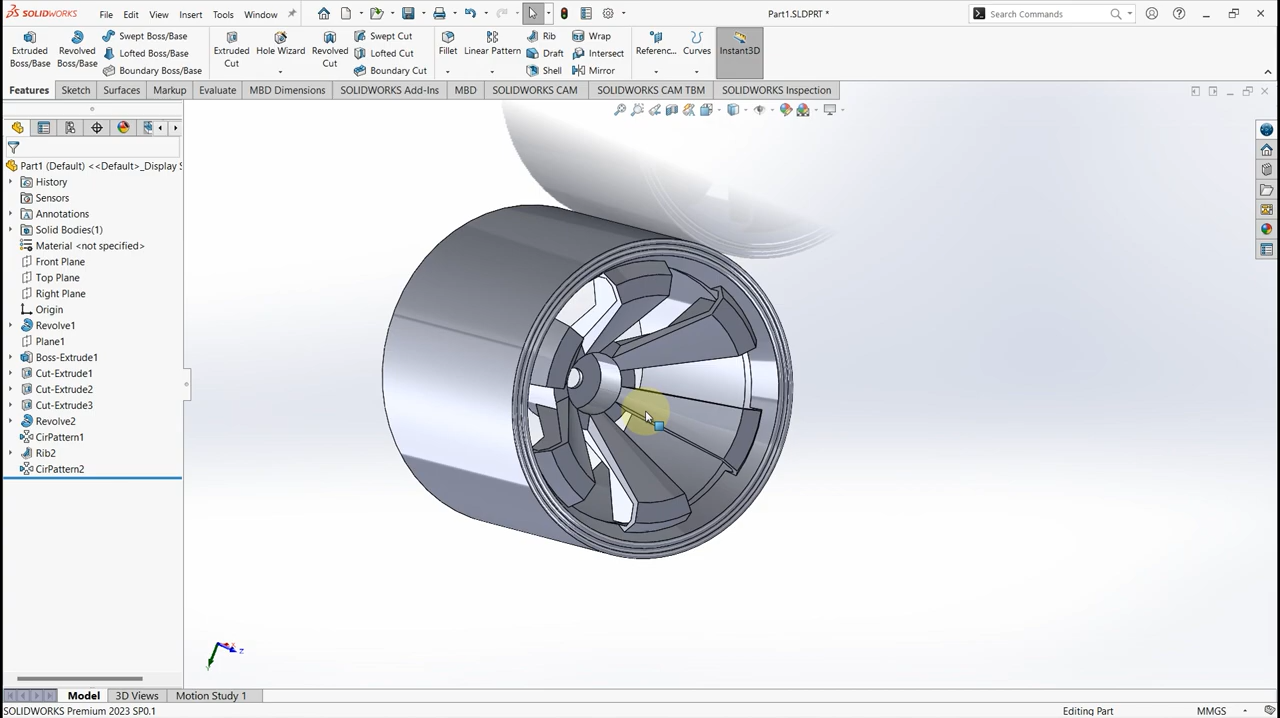 SOLIDWORKS File Edit View Insert Tools Window Part1.SLDPRT * Search Commands
Extruded Boss/Base Revolved Boss/Base Swept Boss/Base Lofted Boss/Base Boundary Boss/Base Extruded Cut Hole Wizard Revolved Cut Swept Cut Lofted Cut Boundary Cut Fillet Linear Pattern Rib Draft Shell Wrap Intersect Mirror Referenc... Curves Instant3D
Features Sketch Surfaces Markup Evaluate MBD Dimensions SOLIDWORKS Add-Ins MBD SOLIDWORKS CAM SOLIDWORKS CAM TBM SOLIDWORKS Inspection
Part1 (Default) <<Default>_Display S
History
Sensors
Annotations
Solid Bodies(1)
Material <not specified>
Front Plane
Top Plane
Right Plane
Origin
Revolve1
Plane1
Boss-Extrude1
Cut-Extrude1
Cut-Extrude2
Cut-Extrude3
Revolve2
CirPattern1
Rib2
CirPattern2
Z
Model 3D Views Motion Study 1
SOLIDWORKS Premium 2023 SP0.1 Editing Part MMGS